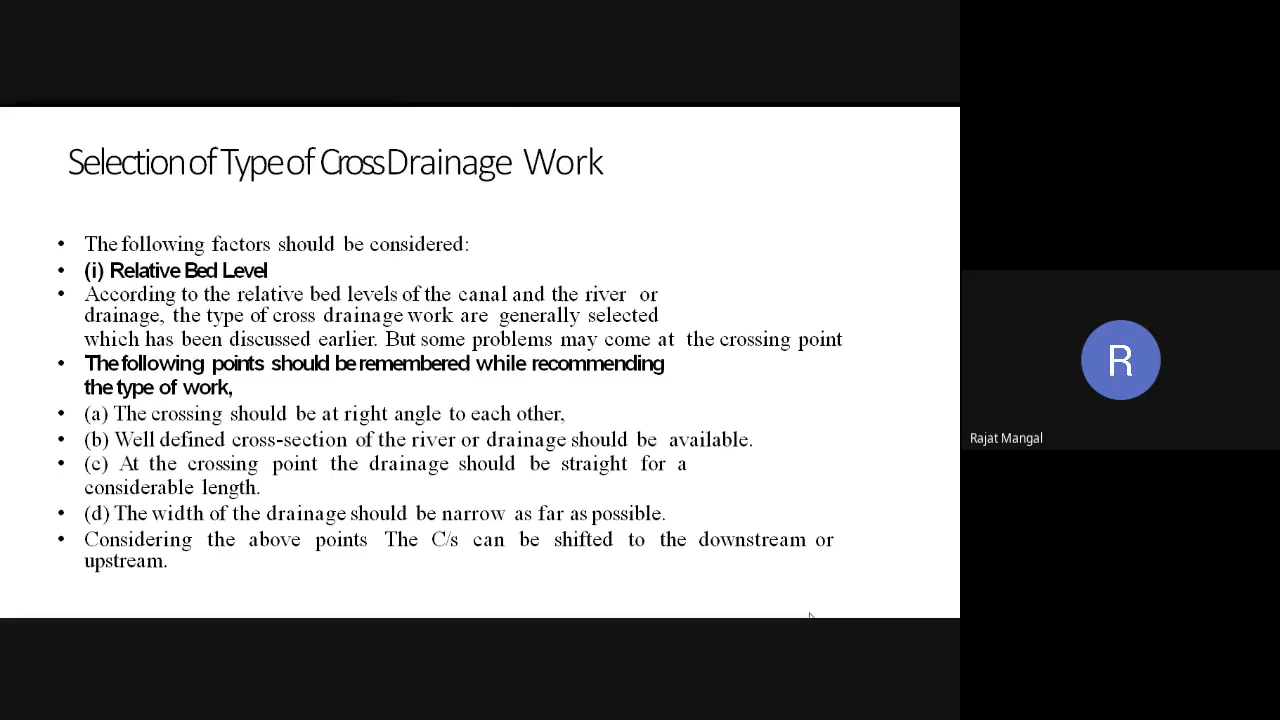 Selection of Type of Cross Drainage Work
• The following factors should be considered:
• (i) Relative Bed Level
• According to the relative bed levels of the canal and the river or
drainage, the type of cross drainage work are generally selected
which has been discussed earlier. But some problems may come at the crossing point
• The following points should be remembered while recommending
the type of work,
• (a) The crossing should be at right angle to each other,
• (b) Well defined cross-section of the river or drainage should be available.
• (c) At the crossing point the drainage should be straight for a
considerable length.
• (d) The width of the drainage should be narrow as far as possible.
• Considering the above points The C/s can be shifted to the downstream or
upstream.
R
Rajat Mangal